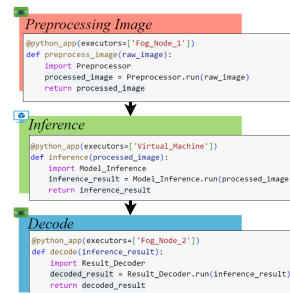 Preprocessing Image
@python_app(executors=['Fog_Node_1'])
def preprocess_image(raw_image):
import Preprocessor
processed_image = Preprocessor.run(raw_image)
return processed_image
Inference
@python_app(executors=['Virtual_Machine'])
def inference(processed_image):
import Model_Inference
inference_result = Model_Inference.run(processed_image
return inference_result
Decode
@python_app(executors=['Fog_Node_2'])
def decode(inference_result):
import Result_Decoder
decoded_result = Result_Decoder.run(inference_result)
return decoded_result